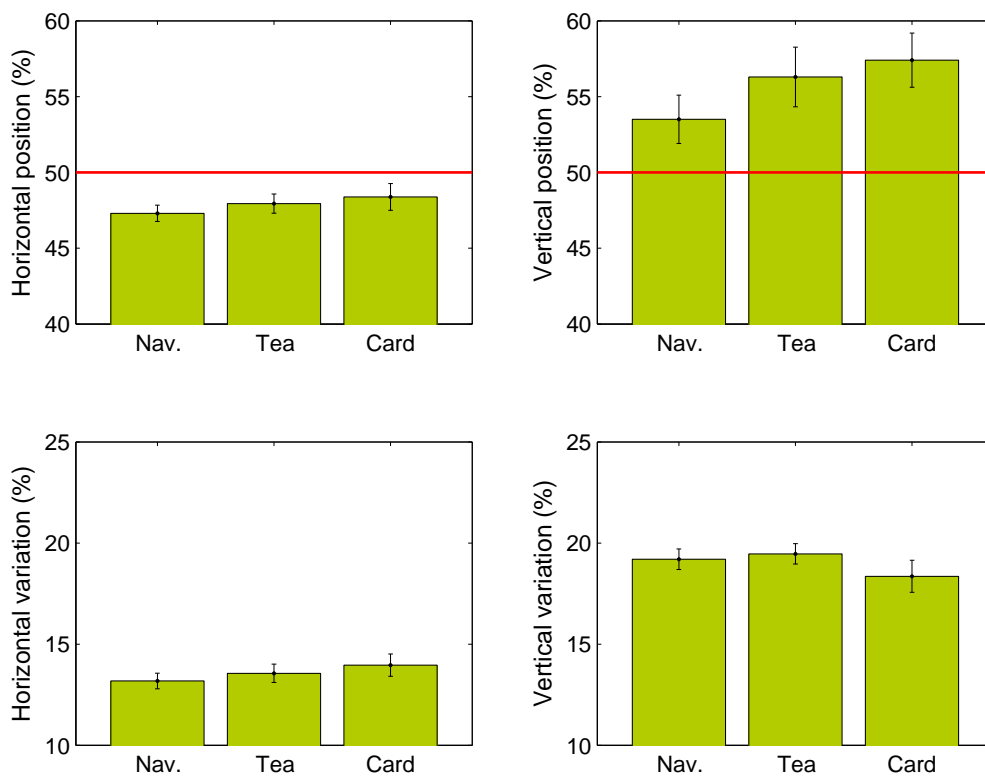 Horizontal position (%)
60
55
50
45
40
Nav. Tea Card
Vertical position (%)
60
55
50
45
40
Nav. Tea Card
Horizontal variation (%)
25
20
15
10
Nav. Tea Card
Vertical variation (%)
25
20
15
10
Nav. Tea Card